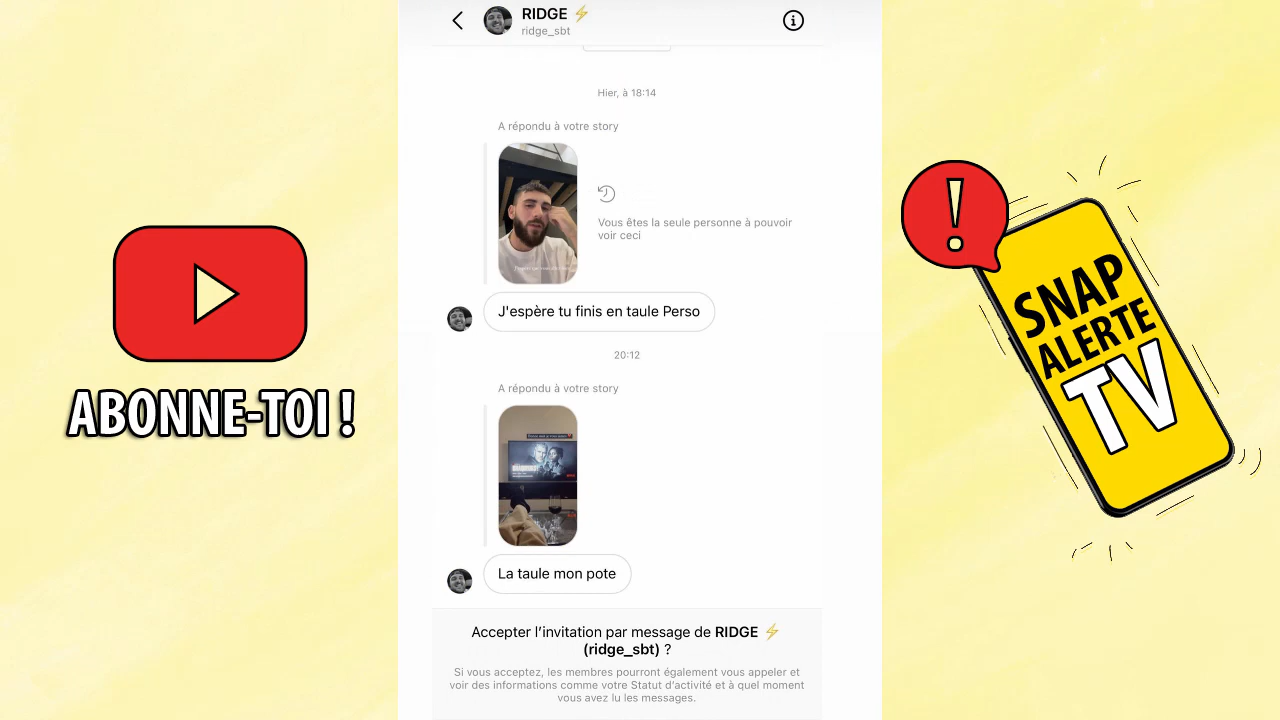 RIDGE ⚡
ridge_sbt
Hier, à 18:14
A répondu à votre story
Vous êtes la seule personne à pouvoir
voir ceci
J'espère tu finis en taule Perso
20:12
A répondu à votre story
La taule mon pote
Accepter l’invitation par message de RIDGE ⚡
(ridge_sbt) ?
Si vous acceptez, les membres pourront également vous appeler et
voir des informations comme votre Statut d'activité et à quel moment
vous avez lu les messages.
ABONNE-TOI !
!
SNAP
ALERTE
TV